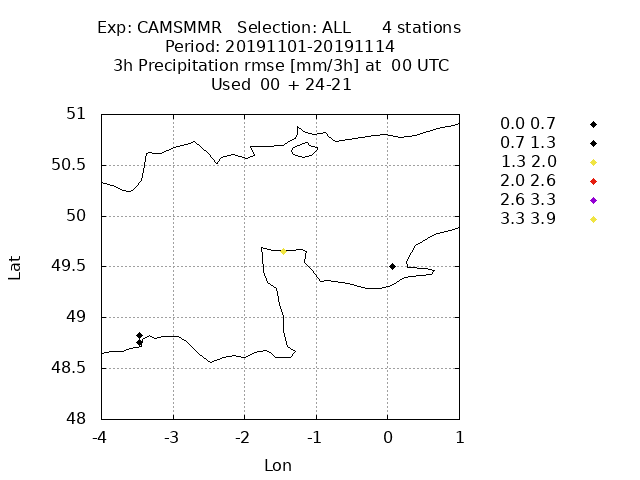 Exp: CAMSMMR   Selection: ALL      4 stations
Period: 20191101-20191114
3h Precipitation rmse [mm/3h] at  00 UTC
Used  00 + 24-21
51
50.5
50
49.5
49
48.5
48
Lat
-4 -3 -2 -1 0 1
Lon
0.0 0.7
0.7 1.3
1.3 2.0
2.0 2.6
2.6 3.3
3.3 3.9